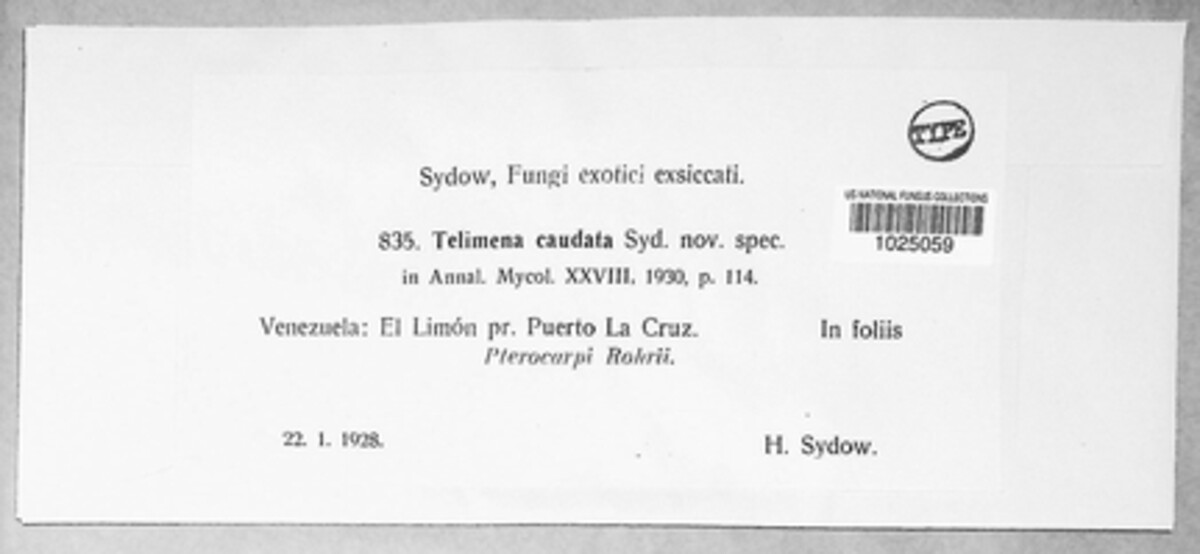 TYPE
Sydow, Fungi exotici exsiccati.
US NATIONAL FUNGUS COLLECTIONS
1025059
835. Telimena caudata Syd. nov. spec.
in Annal. Mycol. XXVIII, 1930, p. 114.
Venezuela: El Limón pr. Puerto La Cruz. In foliis
Pterocarpi Rohrii.
22. 1. 1928. H. Sydow.